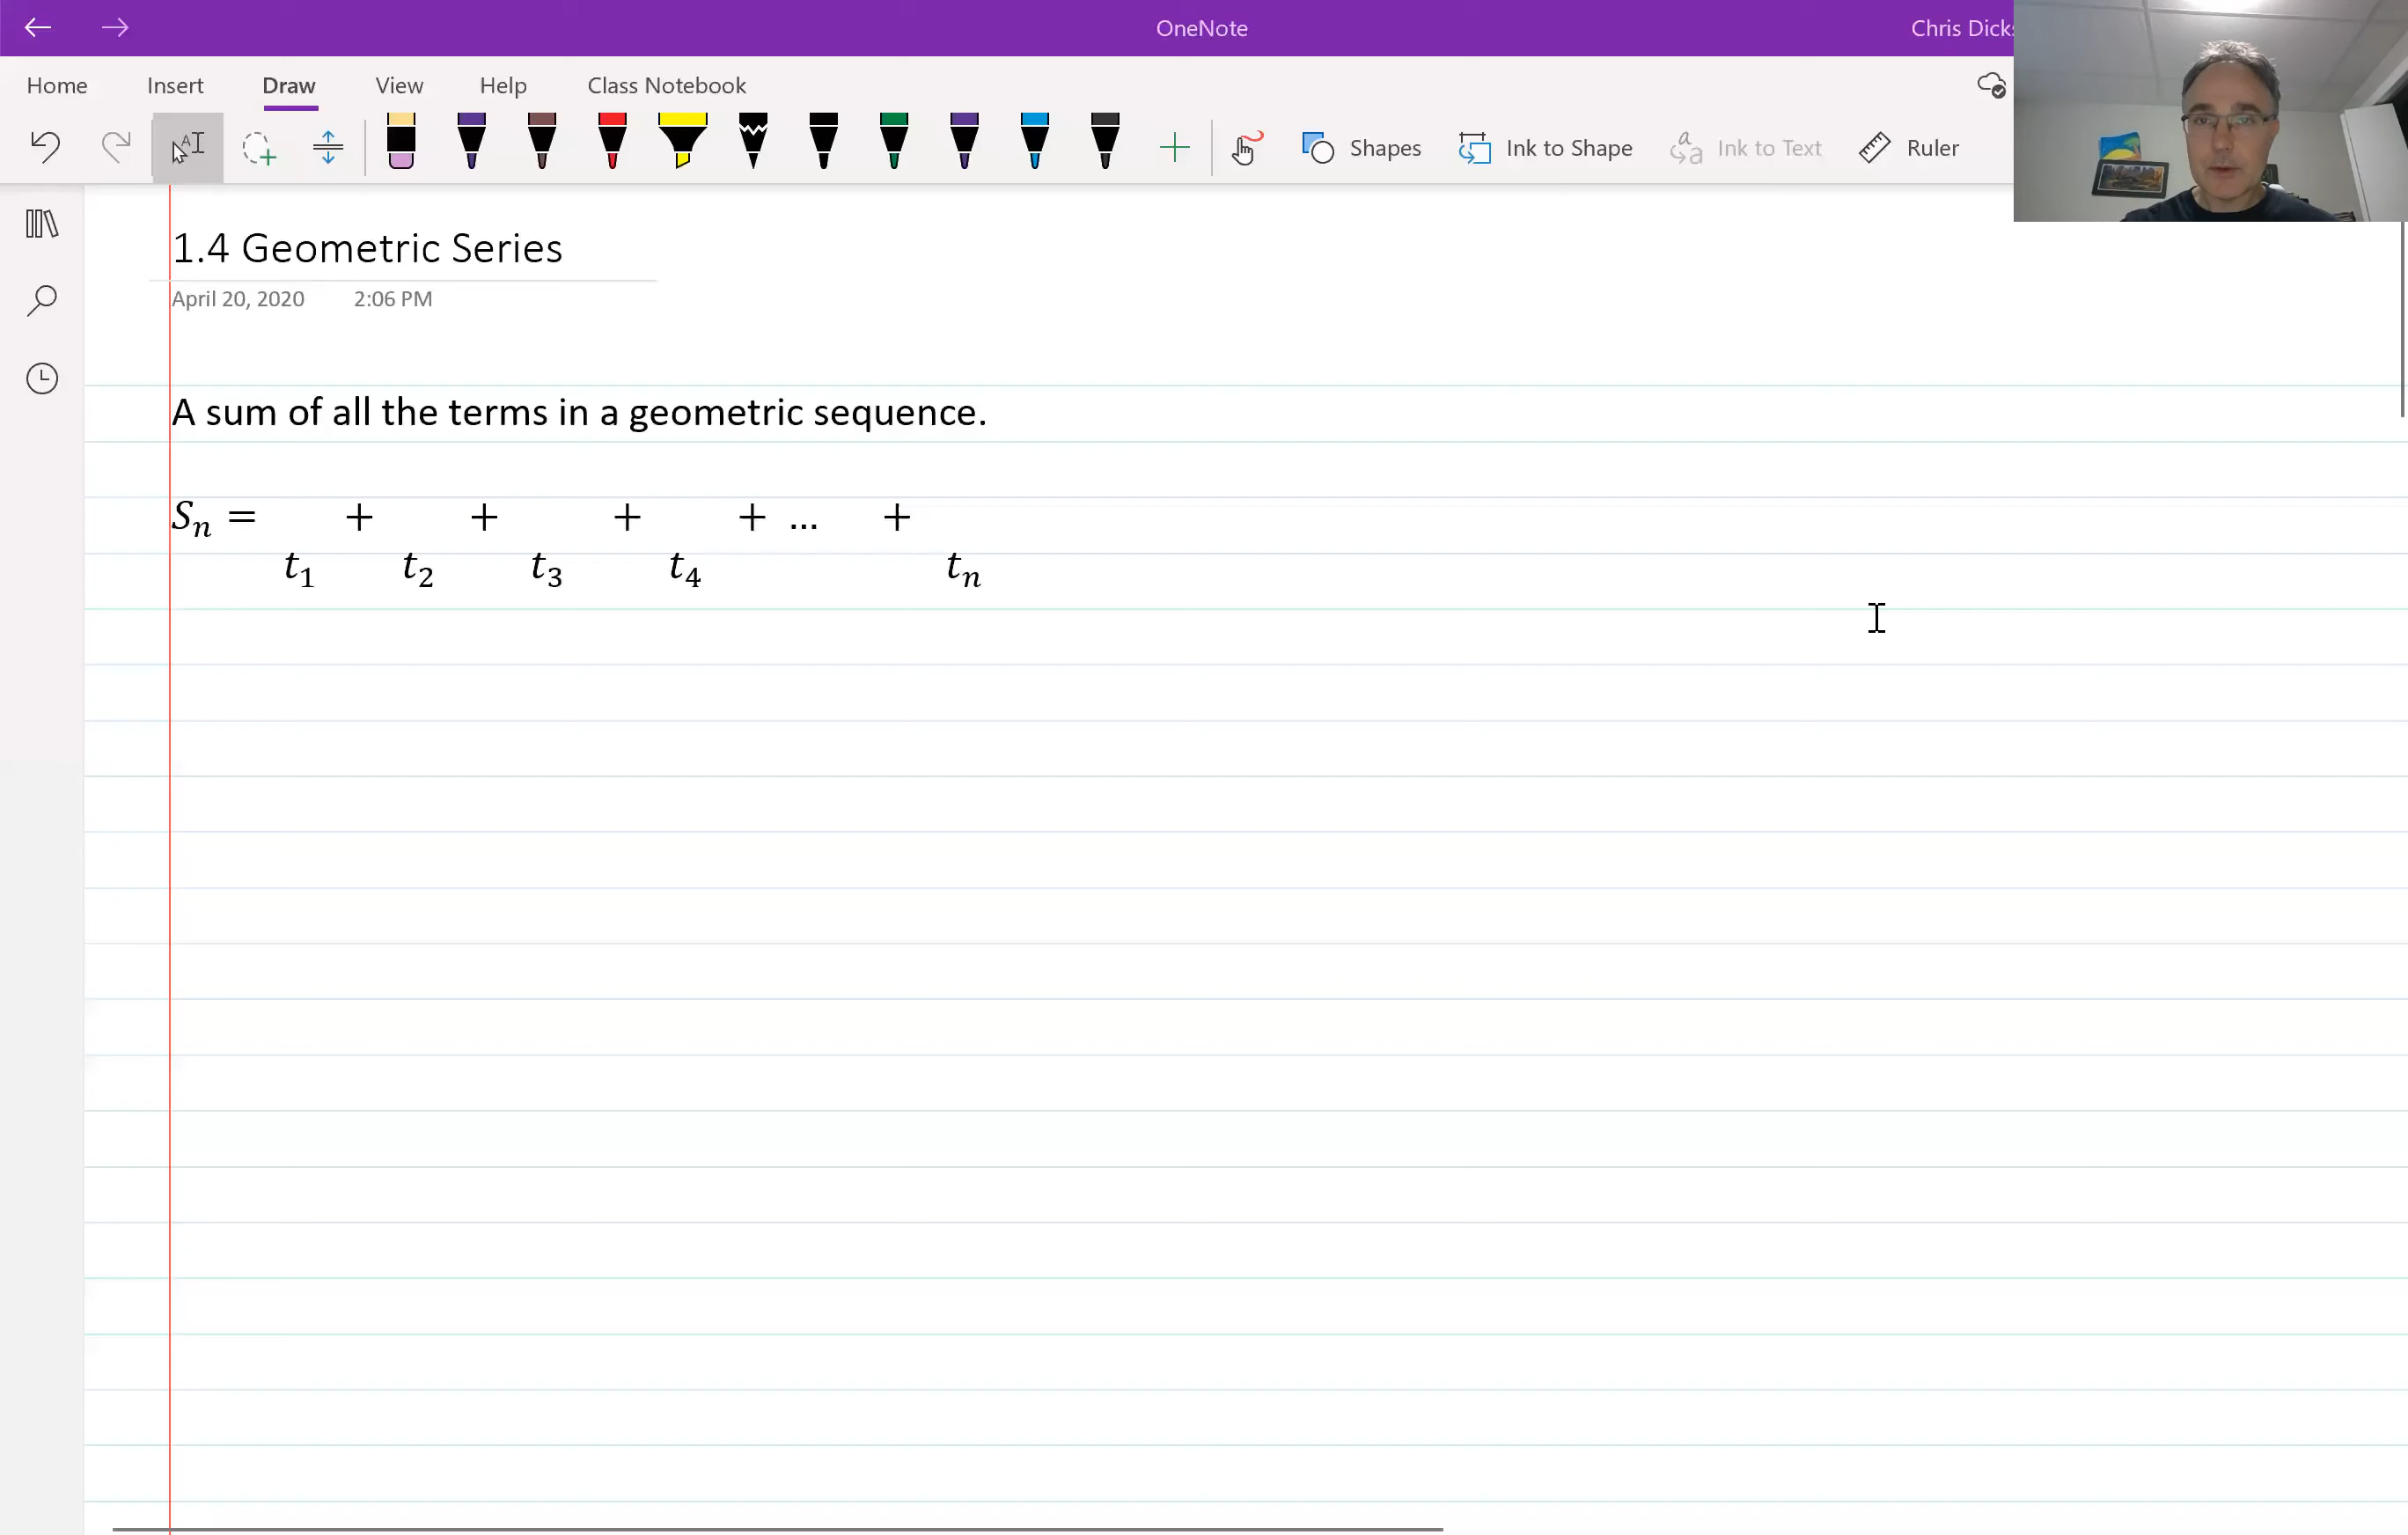 OneNote
Chris Dicks
Home Insert Draw View Help Class Notebook
Shapes Ink to Shape Ink to Text Ruler
1.4 Geometric Series
April 20, 2020 2:06 PM
A sum of all the terms in a geometric sequence.
Sₙ = + + + + ... +
t₁ t₂ t₃ t₄ tₙ